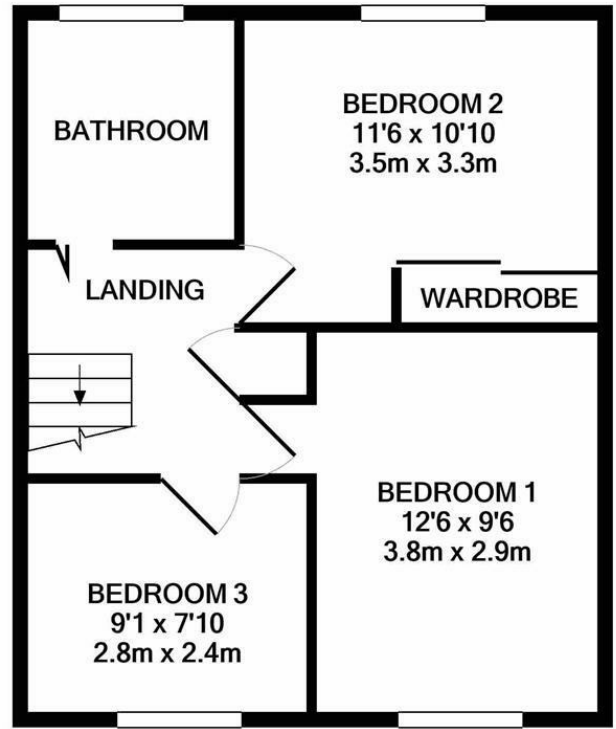 BATHROOM
BEDROOM 2
11'6 x 10'10
3.5m x 3.3m
LANDING
WARDROBE
BEDROOM 1
12'6 x 9'6
3.8m x 2.9m
BEDROOM 3
9'1 x 7'10
2.8m x 2.4m